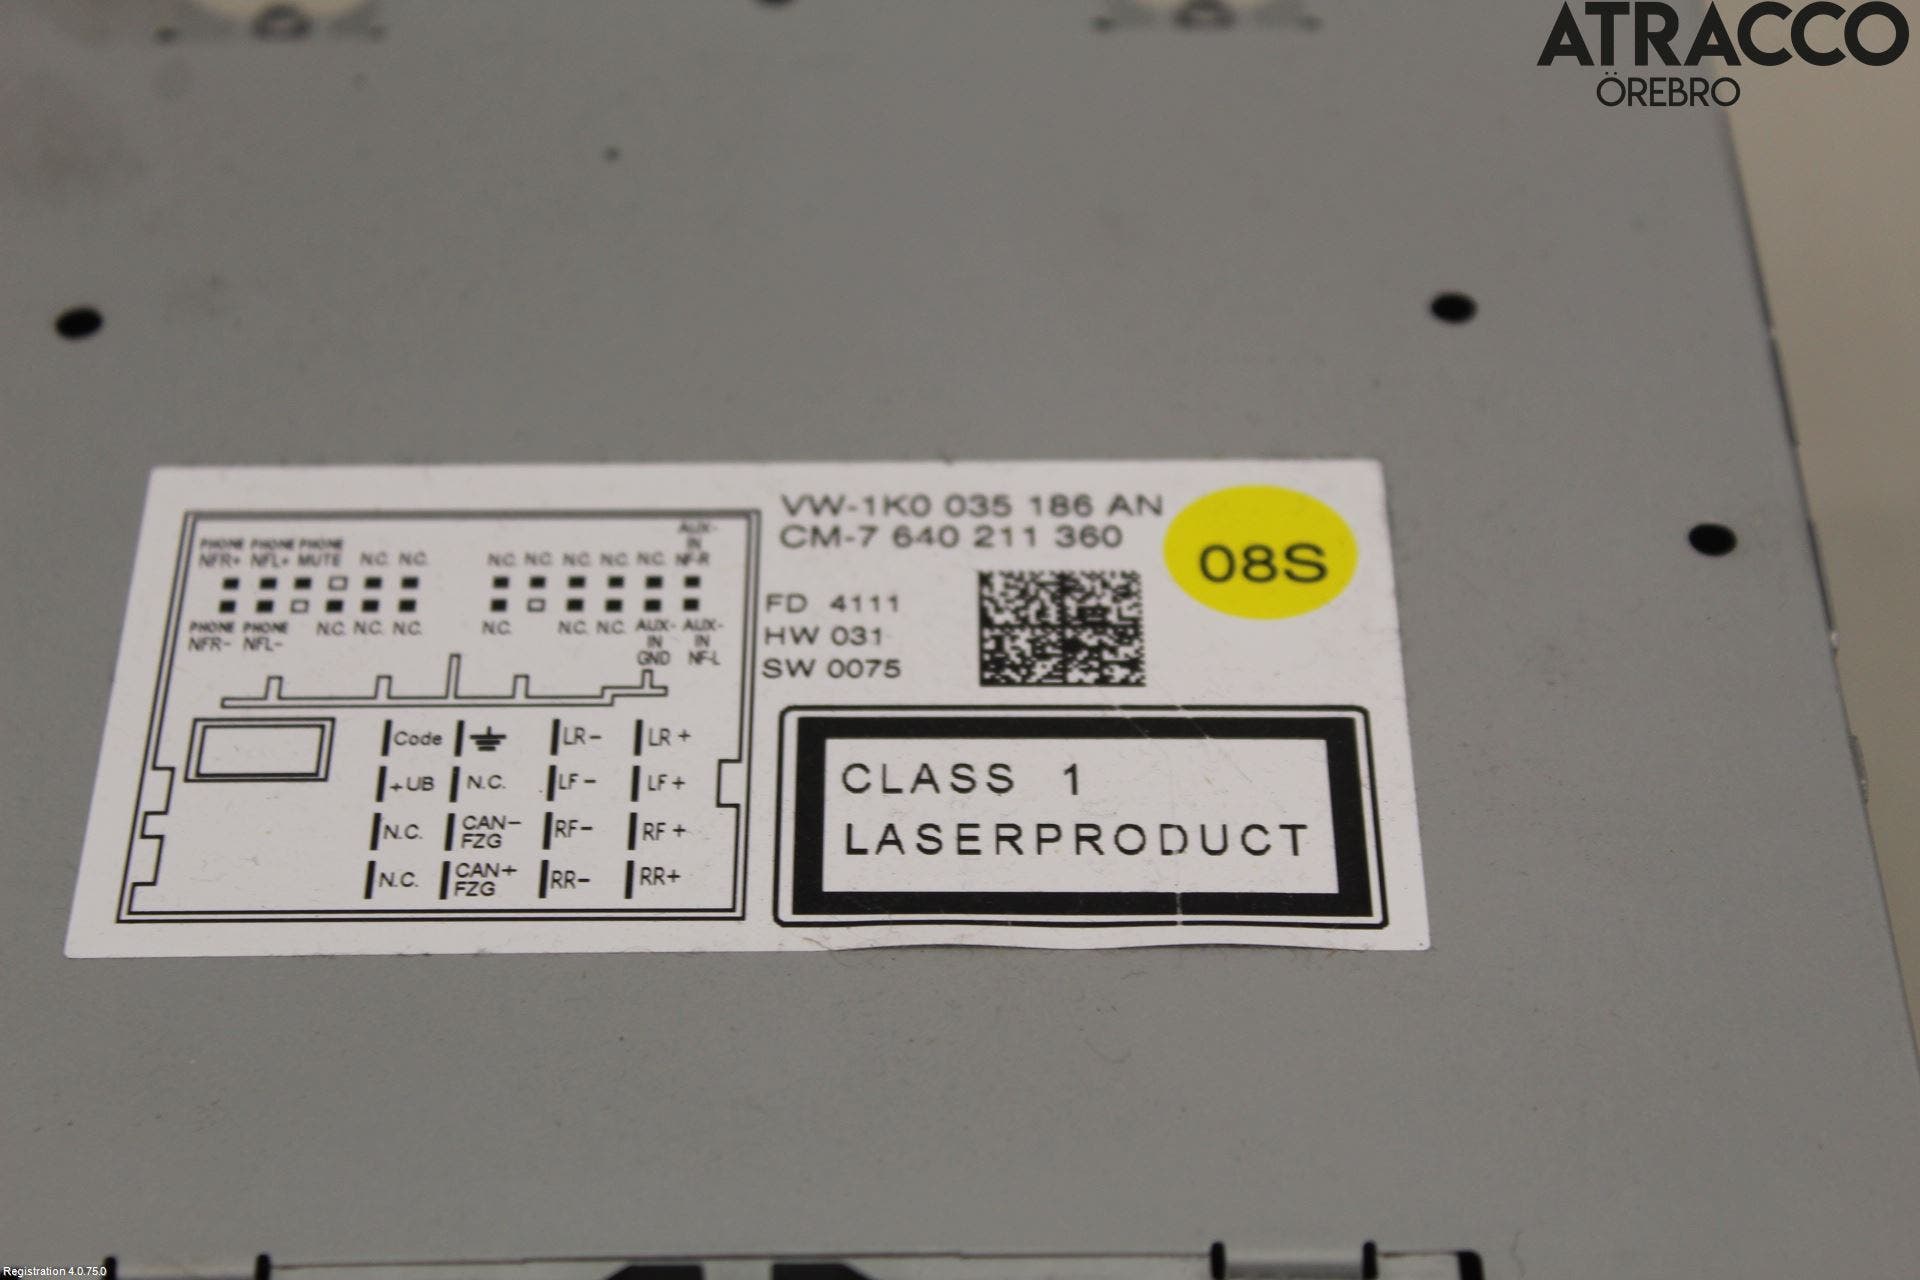 ATRACCO
ÖREBRO
VW-1K0 035 186 AN
CM-7 640 211 360
08S
FD 4111
HW 031
SW 0075
CLASS 1
LASERPRODUCT
PHONE PHONE PHONE AUX-
NFR+ NFL+ MUTE N.C. N.C. N.C. N.C. N.C. N.C. N.C. IN
NF-R
PHONE PHONE N.C. N.C. N.C. N.C. N.C. N.C. AUX- AUX-
NFR- NFL- IN IN
GND NF-L
Code LR- LR+
+UB N.C. LF- LF+
N.C. CAN- RF- RF+
FZG
N.C. CAN+ RR- RR+
FZG
Registration 4.0.75.0